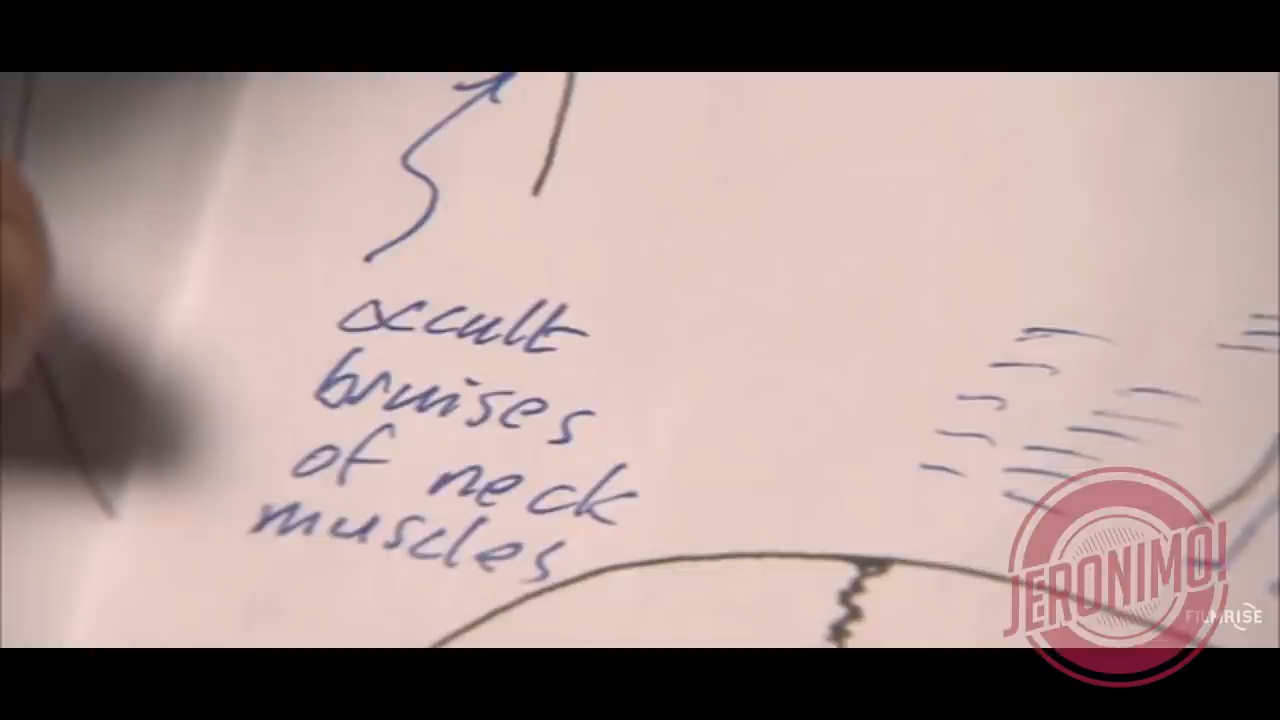 occult
bruises
of neck
muscles
JERONIMO!
FILMRISE